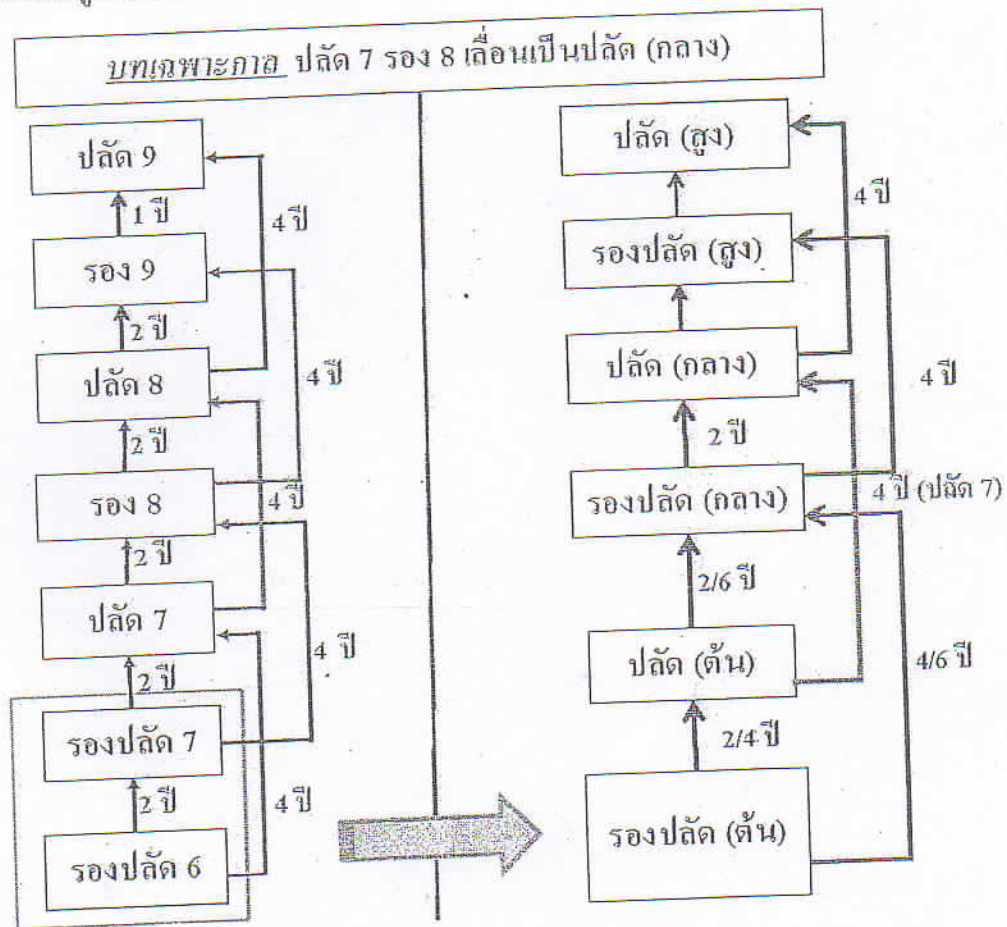 บทเฉพาะกาล ปลัด 7 รอง 8 เลื่อนเป็นปลัด (กลาง)
ปลัด 9
1 ปี
4 ปี
รอง 9
2 ปี
ปลัด 8
4 ปี
2 ปี
รอง 8
4 ปี
2 ปี
ปลัด 7
4 ปี
2 ปี
รองปลัด 7
2 ปี
4 ปี
รองปลัด 6
ปลัด (สูง)
4 ปี
รองปลัด (สูง)
ปลัด (กลาง)
4 ปี
2 ปี
รองปลัด (กลาง)
4 ปี (ปลัด 7)
2/6 ปี
ปลัด (ต้น)
4/6 ปี
2/4 ปี
รองปลัด (ต้น)